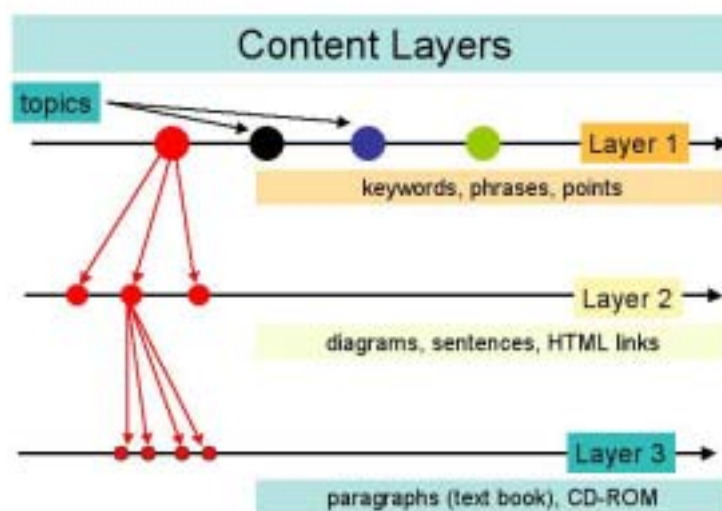 Content Layers
topics
Layer 1
keywords, phrases, points
Layer 2
diagrams, sentences, HTML links
Layer 3
paragraphs (text book), CD-ROM